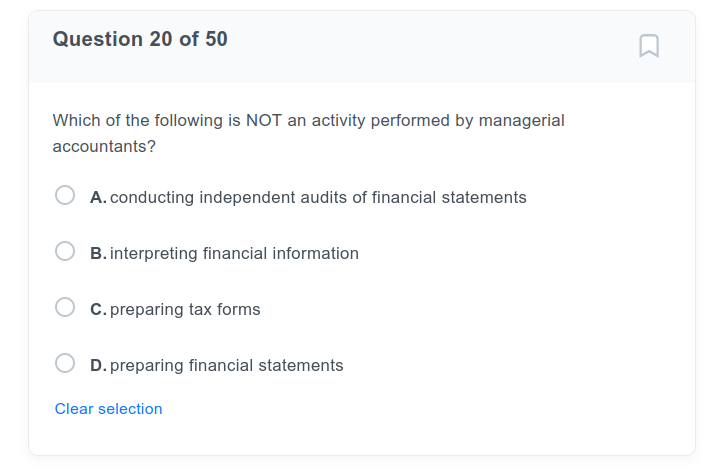 Question 20 of 50
Which of the following is NOT an activity performed by managerial
accountants?
A. conducting independent audits of financial statements
B. interpreting financial information
C. preparing tax forms
D. preparing financial statements
Clear selection